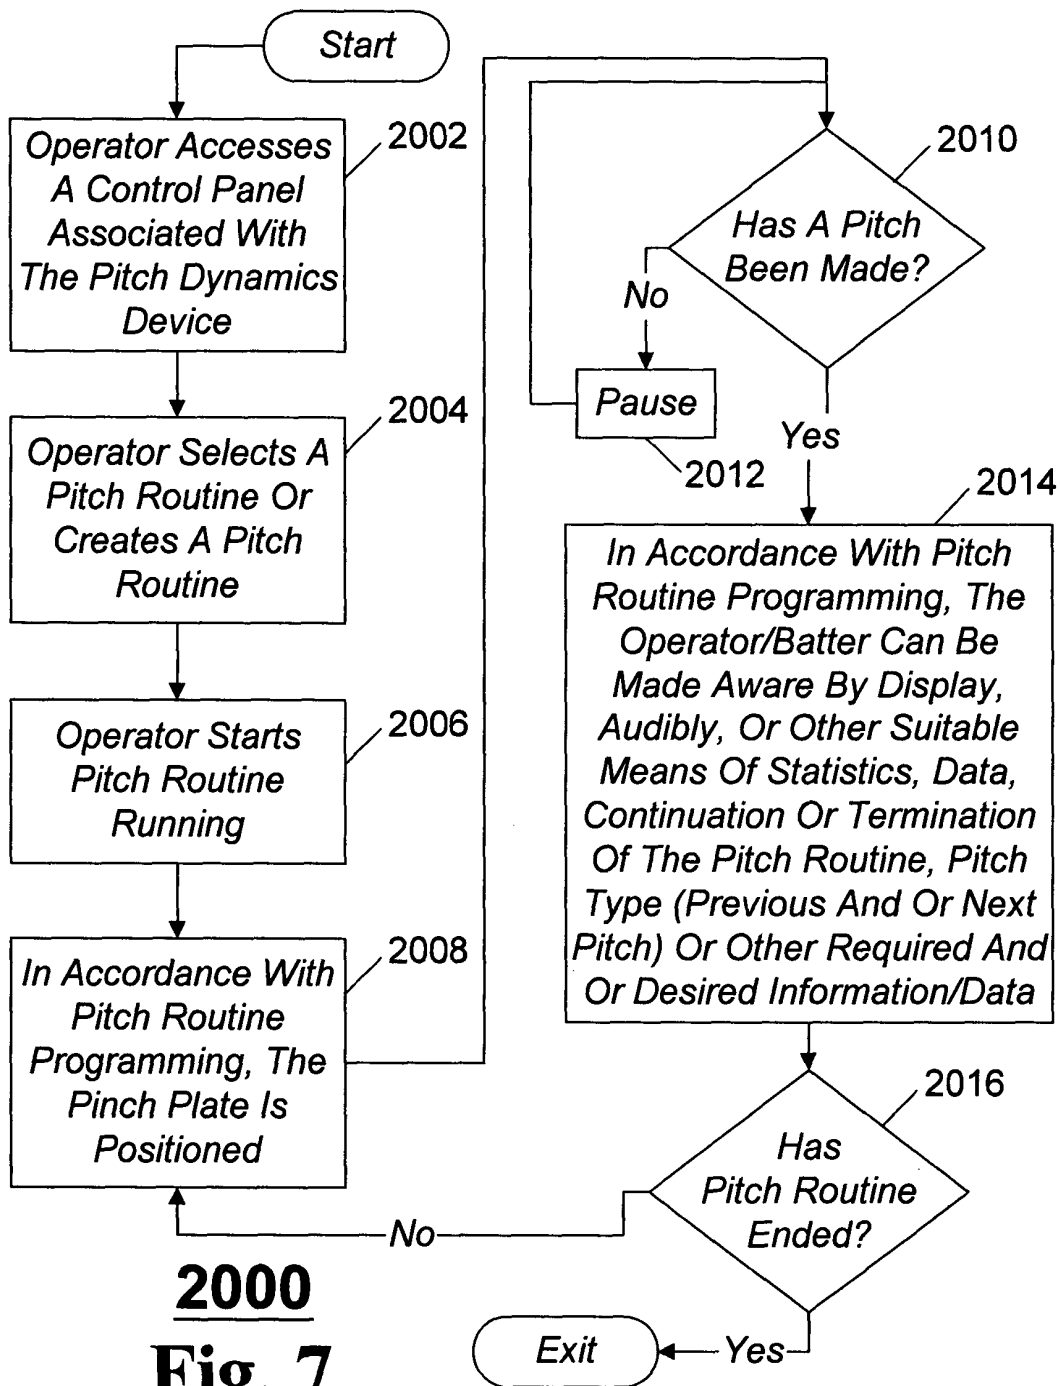 Start
Operator Accesses
A Control Panel
Associated With
The Pitch Dynamics
Device
2002
Operator Selects A
Pitch Routine Or
Creates A Pitch
Routine
2004
Operator Starts
Pitch Routine
Running
2006
In Accordance With
Pitch Routine
Programming, The
Pinch Plate Is
Positioned
2008
Has A Pitch
Been Made?
2010
No
Pause
2012
Yes
2014
In Accordance With Pitch
Routine Programming, The
Operator/Batter Can Be
Made Aware By Display,
Audibly, Or Other Suitable
Means Of Statistics, Data,
Continuation Or Termination
Of The Pitch Routine, Pitch
Type (Previous And Or Next
Pitch) Or Other Required And
Or Desired Information/Data
2016
Has
Pitch Routine
Ended?
No
Yes
Exit
2000
Fig. 7